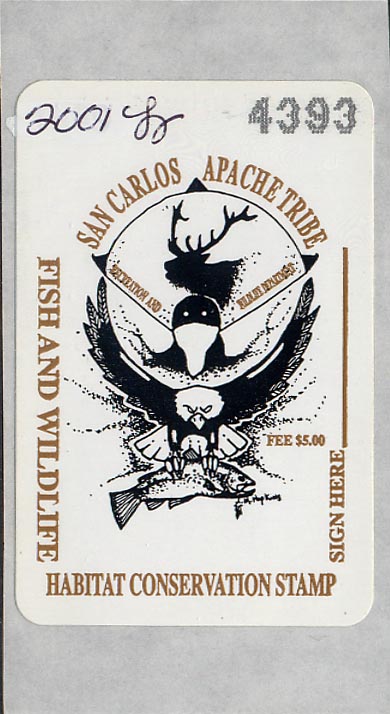 2001
4393
SAN CARLOS APACHE TRIBE
RECREATION AND
FISH AND WILDLIFE
FEE $5.00
SIGN HERE
HABITAT CONSERVATION STAMP